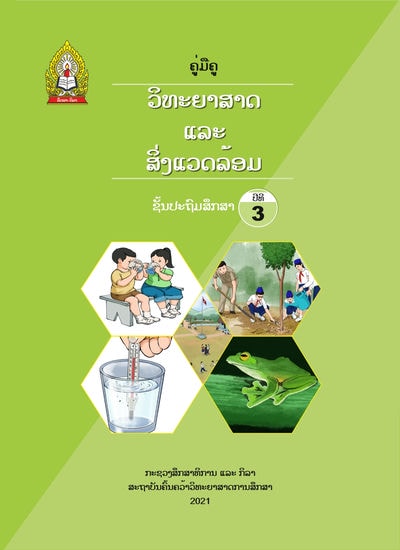 ຄູ່ມືຄູ
ວິທະຍາສາດ
ແລະ
ສິ່ງແວດລ້ອມ
ຊັ້ນປະຖົມສຶກສາ ປີທີ 3
ກະຊວງສຶກສາທິການ ແລະ ກິລາ
ສະຖາບັນຄົ້ນຄວ້າວິທະຍາສາດການສຶກສາ
2021